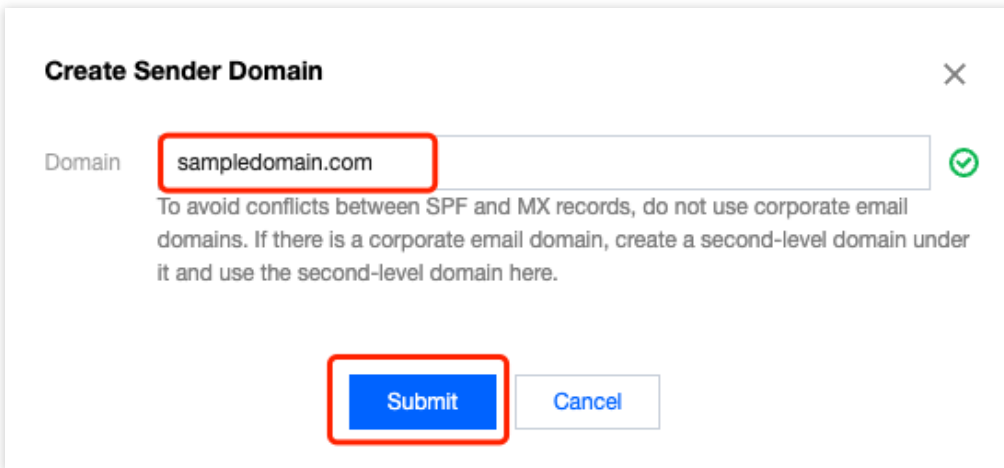 Create Sender Domain
Domain
sampledomain.com
To avoid conflicts between SPF and MX records, do not use corporate email
domains. If there is a corporate email domain, create a second-level domain under
it and use the second-level domain here.
Submit
Cancel